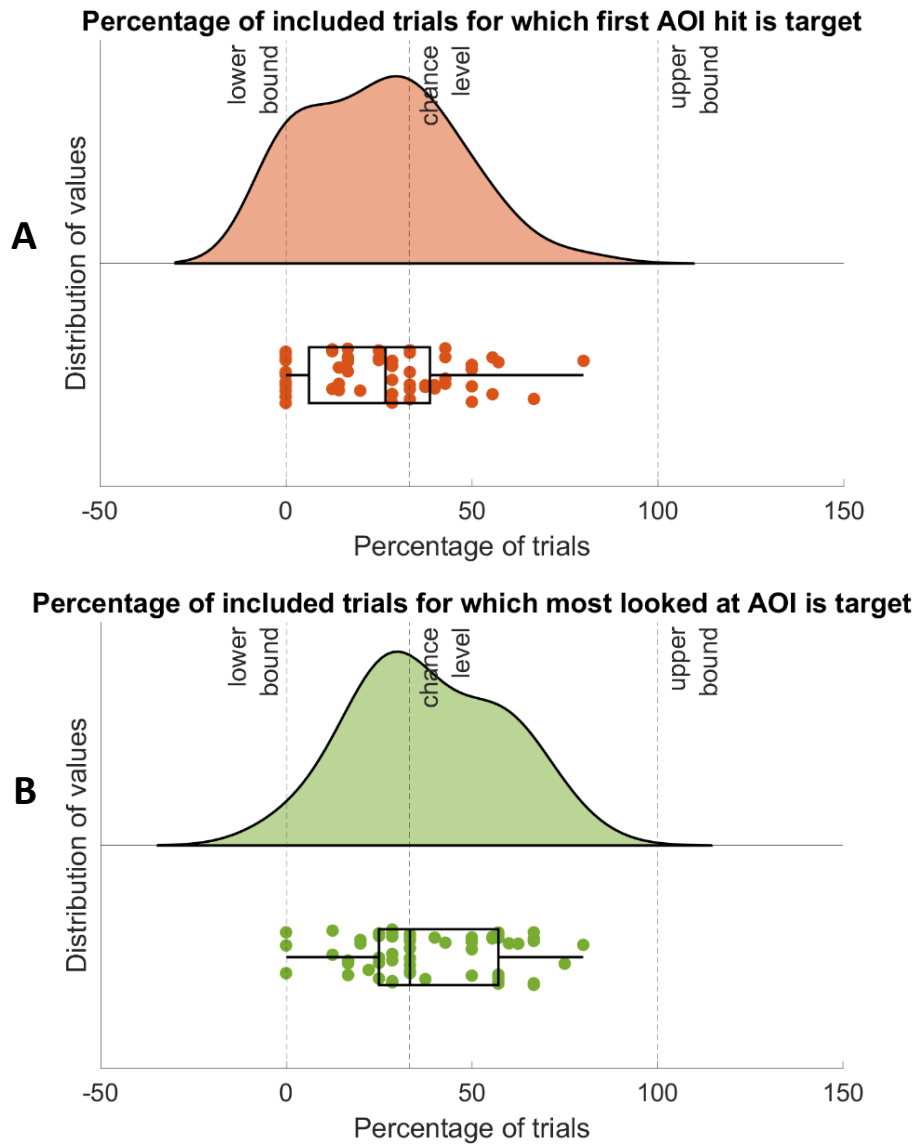 Percentage of included trials for which first AOI hit is target
lower
bound
chance
level
upper
bound
A
Distribution of values
-50
0
50
100
150
Percentage of trials
Percentage of included trials for which most looked at AOI is target
lower
bound
chance
level
upper
bound
B
Distribution of values
-50
0
50
100
150
Percentage of trials